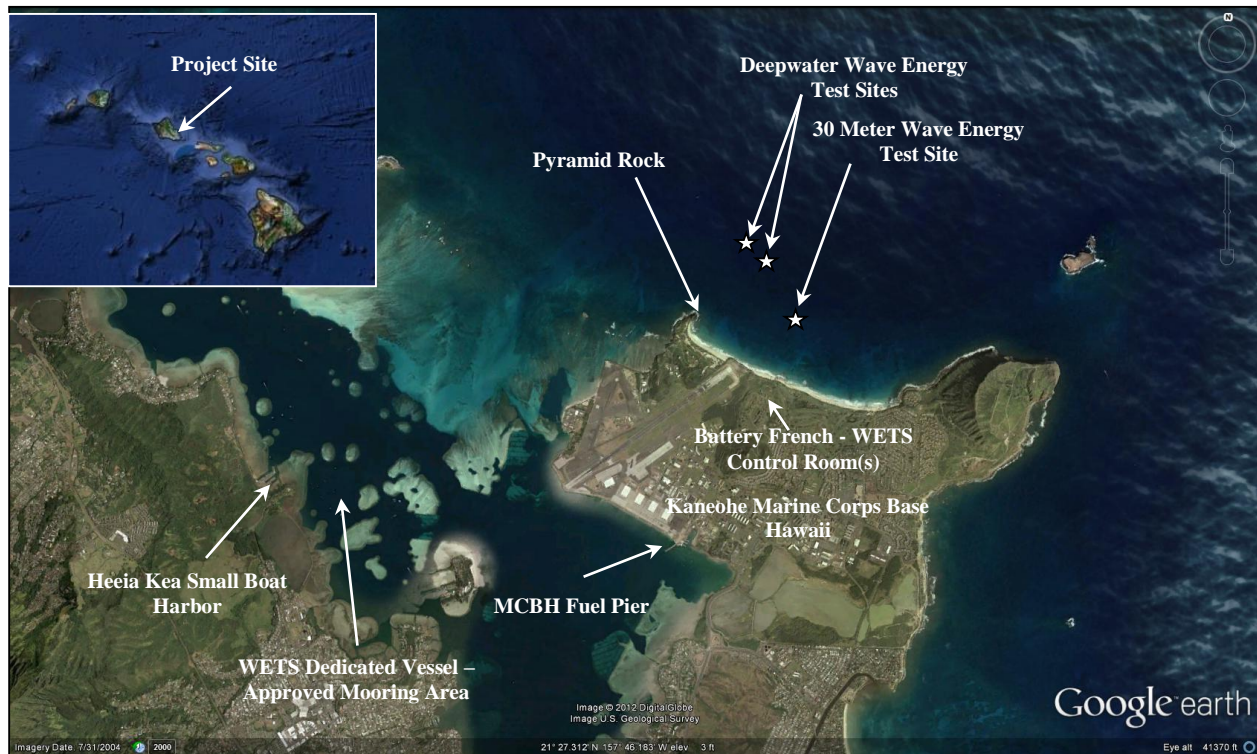 Project Site
Deepwater Wave Energy
Test Sites
30 Meter Wave Energy
Test Site
Pyramid Rock
Battery French - WETS
Control Room(s)
Kaneohe Marine Corps Base
Hawaii
Heeia Kea Small Boat
Harbor
MCBH Fuel Pier
WETS Dedicated Vessel –
Approved Mooring Area
Image © 2012 DigitalGlobe
Image U.S. Geological Survey
Google earth
Imagery Date: 7/31/2004
2000
21° 27.312' N 157° 46.183' W elev 3 ft
Eye alt 41370 ft
N